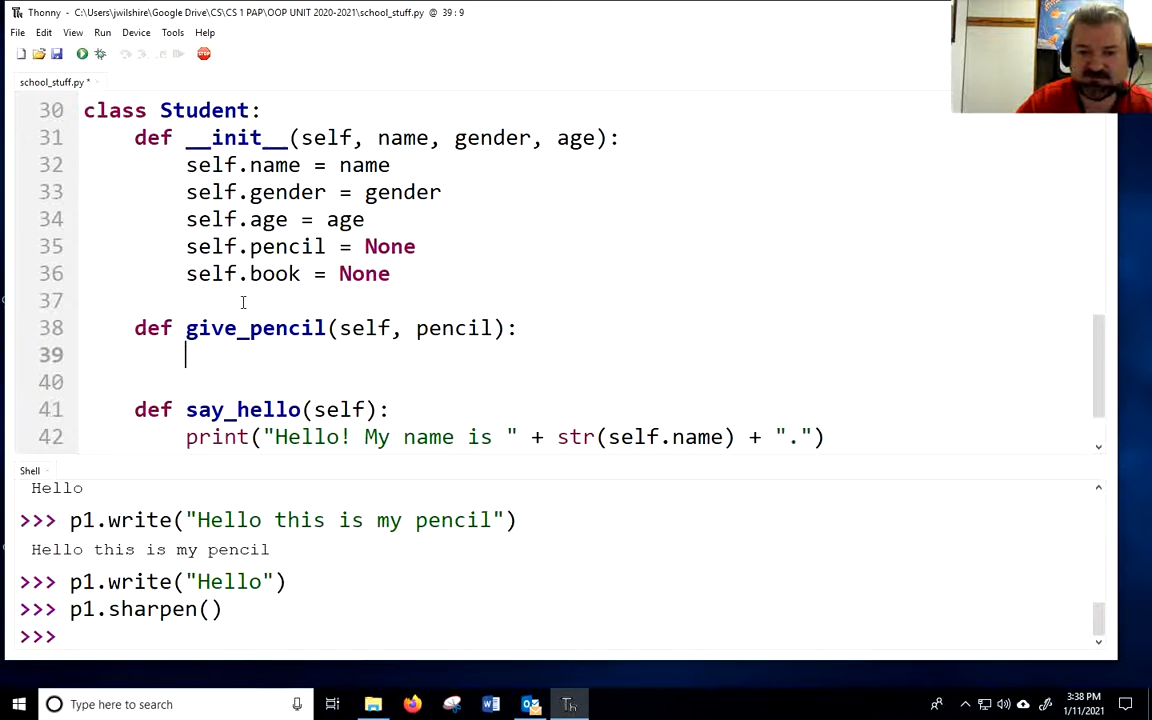 Thonny - C:\Users\jwilshire\Google Drive\CS\CS 1 PAP\OOP UNIT 2020-2021\school_stuff.py @ 39 : 9
File Edit View Run Device Tools Help
school_stuff.py *
30 class Student:
31 def __init__(self, name, gender, age):
32 self.name = name
33 self.gender = gender
34 self.age = age
35 self.pencil = None
36 self.book = None
37
38 def give_pencil(self, pencil):
39
40
41 def say_hello(self):
42 print("Hello! My name is " + str(self.name) + ".")
Shell
Hello
>>> p1.write("Hello this is my pencil")
Hello this is my pencil
>>> p1.write("Hello")
>>> p1.sharpen()
>>>
Type here to search
3:38 PM
1/11/2021